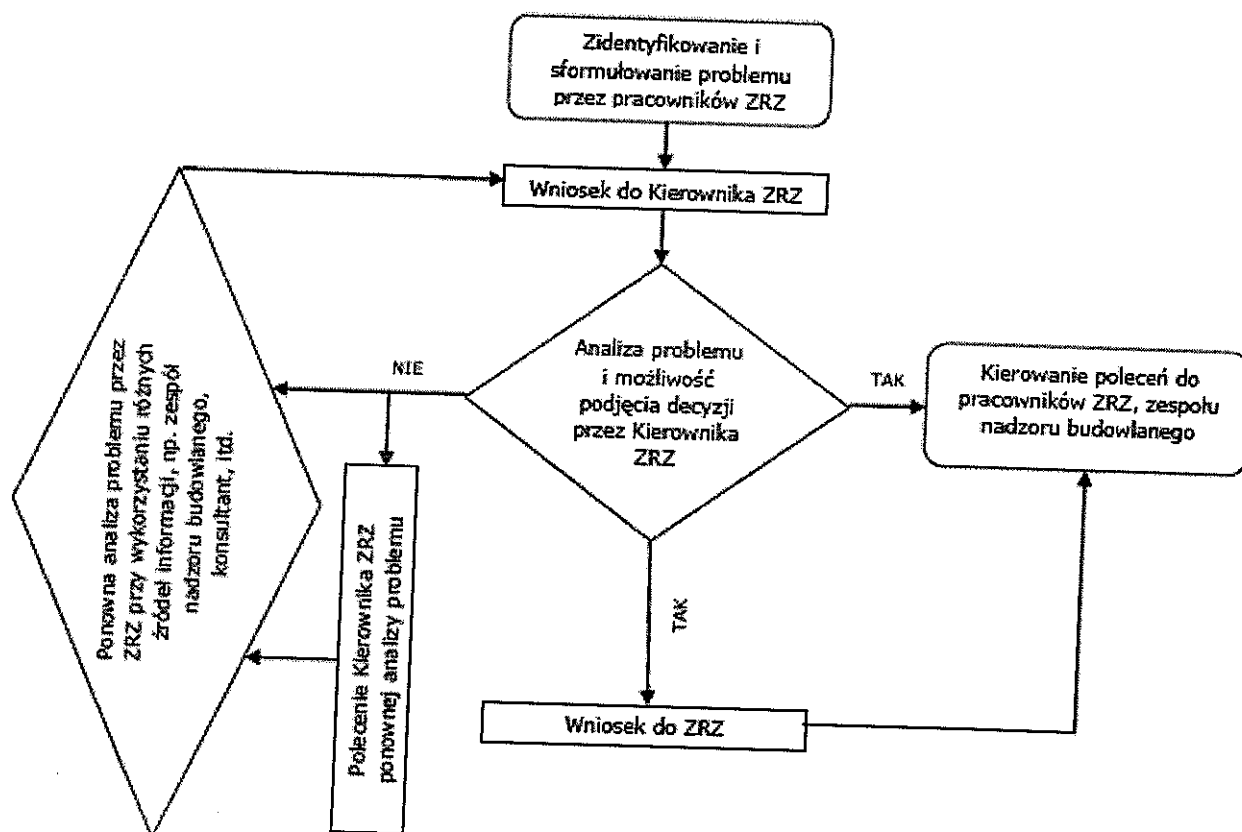 Zidentyfikowanie i
sformułowanie problemu
przez pracowników ZRZ
Wniosek do Kierownika ZRZ
Analiza problemu
i możliwość
podjęcia decyzji
przez Kierownika
ZRZ
NIE
TAK
Kierowanie poleceń do
pracowników ZRZ, zespołu
nadzoru budowlanego
Ponowna analiza problemu przez
ZRZ przy wykorzystaniu różnych
źródeł informacji, np. zespół
nadzoru budowlanego,
konsultant, itd.
Polecenie Kierownika ZRZ
ponownej analizy problemu
TAK
Wniosek do ZRZ